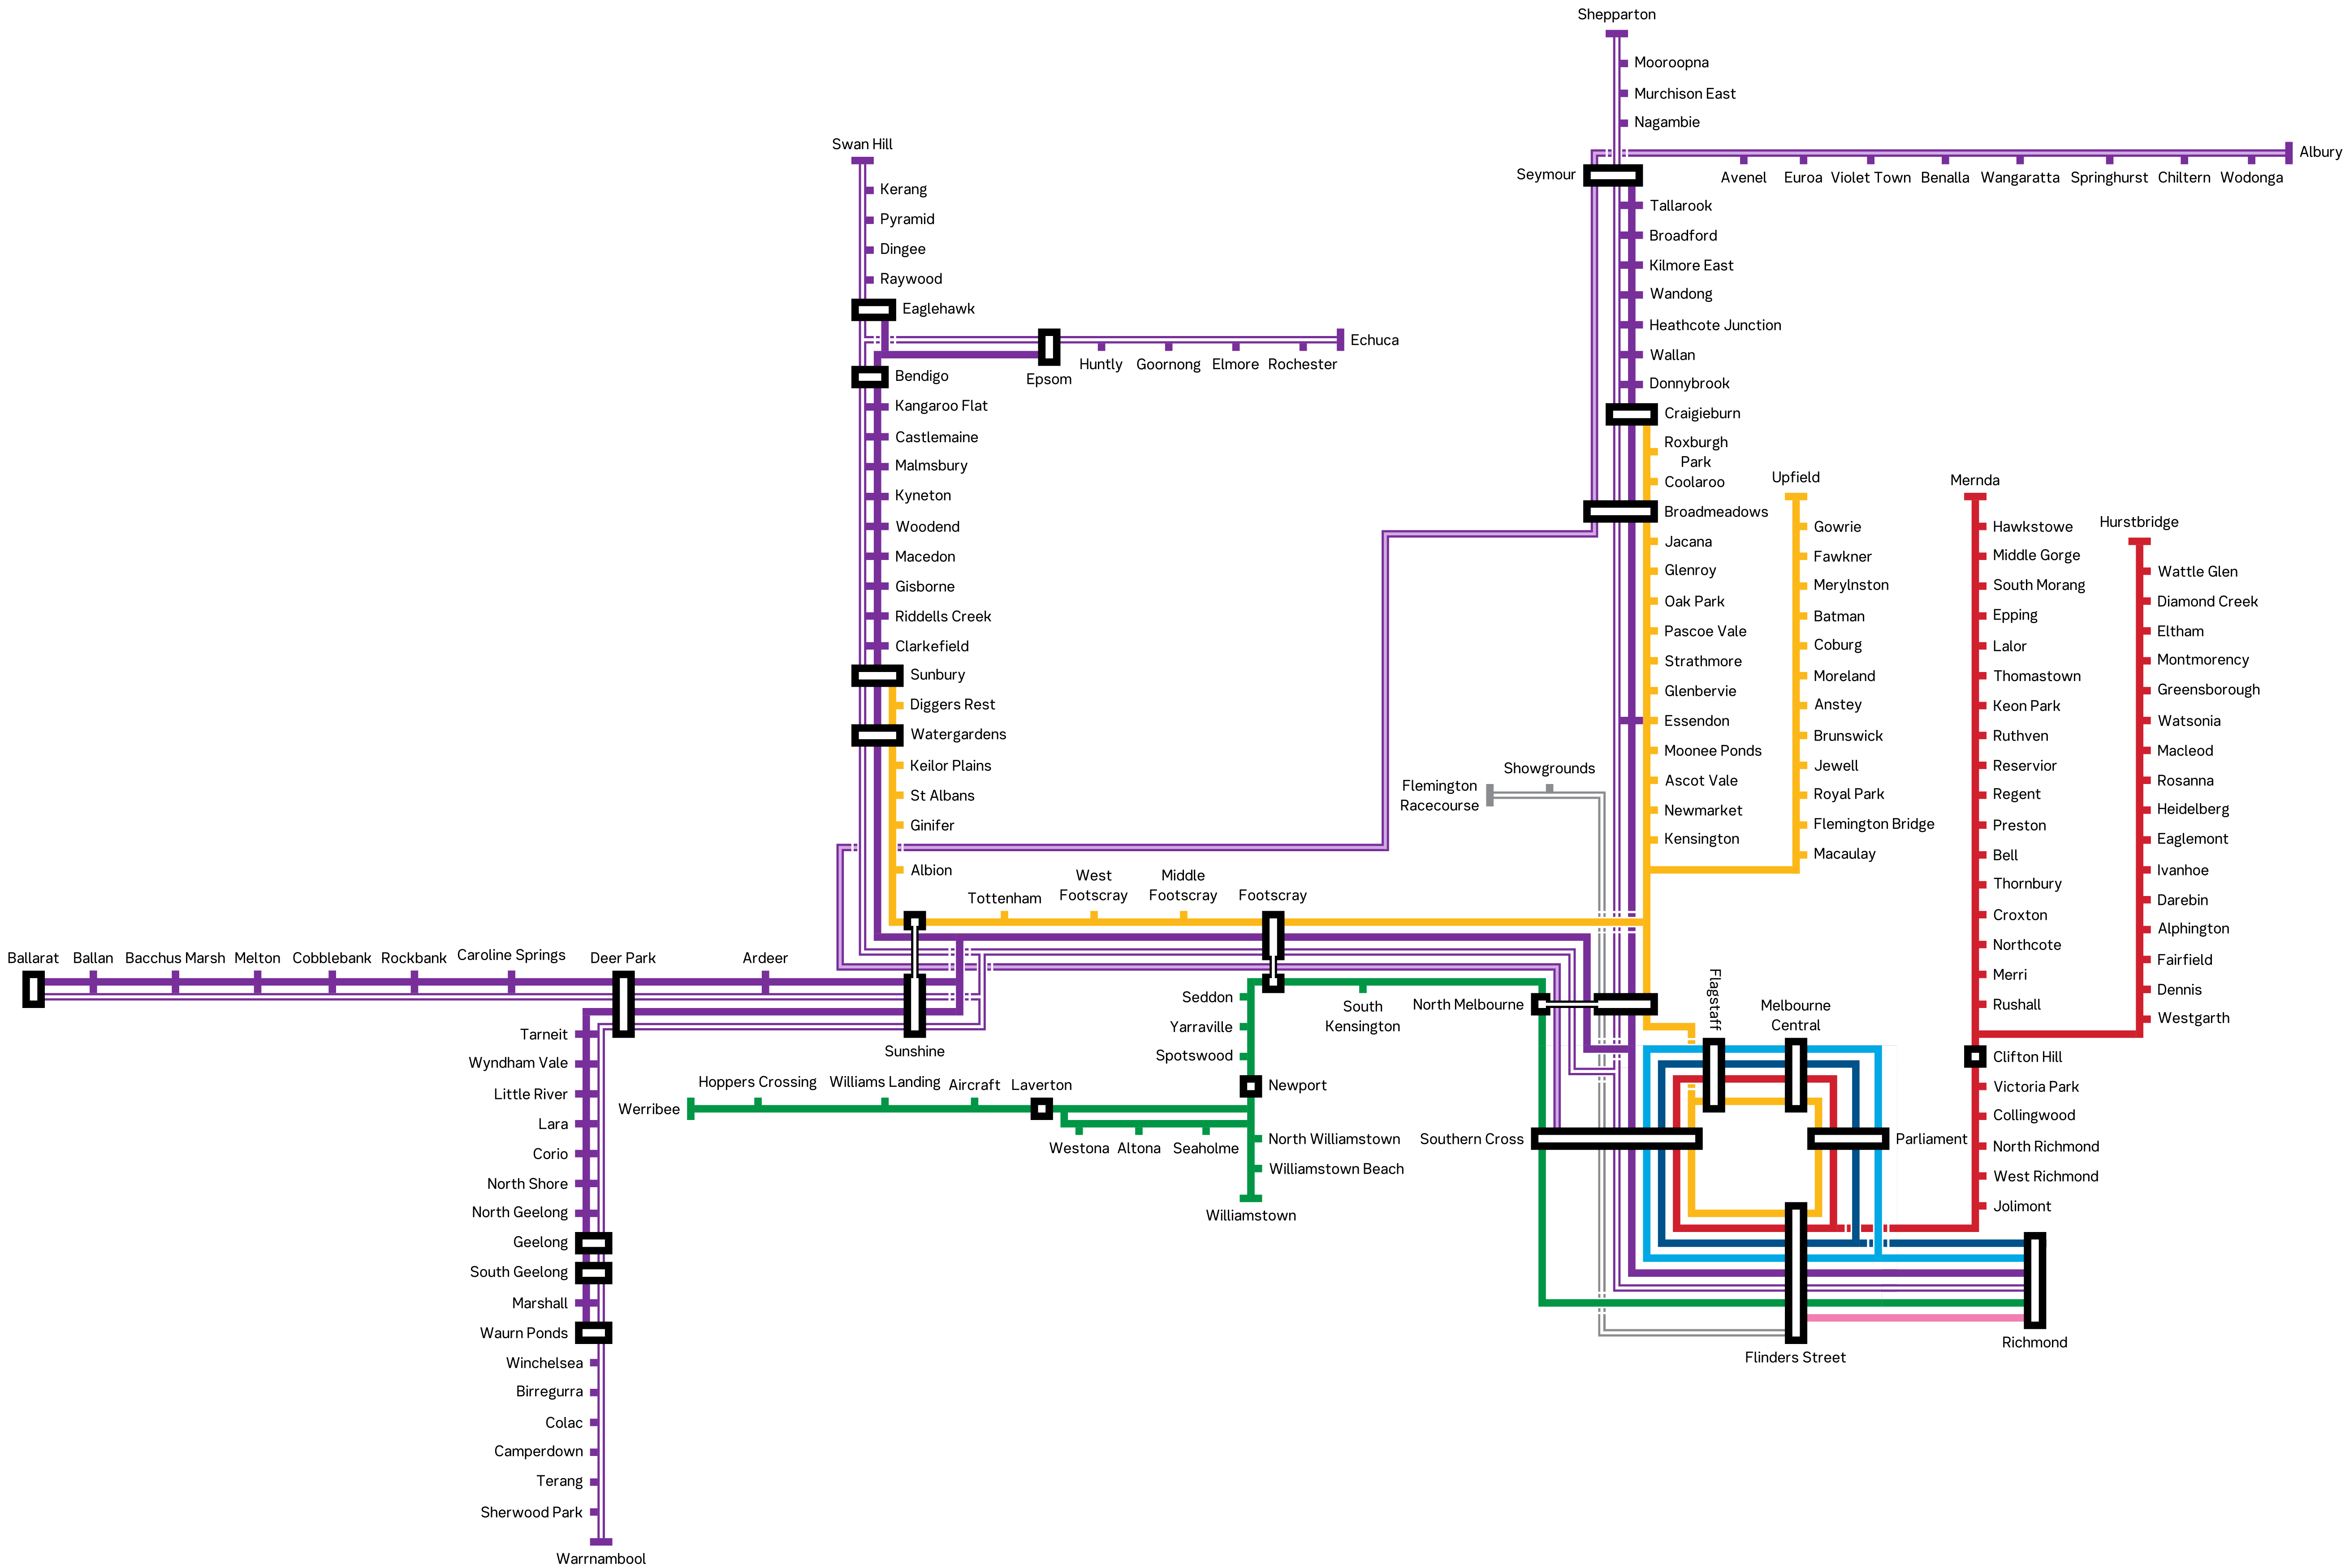 Shepparton
Mooroopna
Murchison East
Nagambie
Albury
Seymour
Avenel
Euroa
Violet Town
Benalla
Wangaratta
Springhurst
Chiltern
Wodonga
Tallarook
Broadford
Kilmore East
Wandong
Heathcote Junction
Wallan
Donnybrook
Craigieburn
Roxburgh
Park
Coolaroo
Broadmeadows
Jacana
Glenroy
Oak Park
Pascoe Vale
Strathmore
Glenbervie
Essendon
Moonee Ponds
Ascot Vale
Newmarket
Kensington
Swan Hill
Kerang
Pyramid
Dingee
Raywood
Eaglehawk
Echuca
Epsom
Huntly
Goornong
Elmore
Rochester
Bendigo
Kangaroo Flat
Castlemaine
Malmsbury
Kyneton
Woodend
Macedon
Gisborne
Riddells Creek
Clarkefield
Sunbury
Diggers Rest
Watergardens
Keilor Plains
St Albans
Ginifer
Albion
Upfield
Gowrie
Fawkner
Merylnston
Batman
Coburg
Moreland
Anstey
Brunswick
Jewell
Royal Park
Flemington Bridge
Macaulay
Mernda
Hawkstowe
Middle Gorge
South Morang
Epping
Lalor
Thomastown
Keon Park
Ruthven
Reservior
Regent
Preston
Bell
Thornbury
Croxton
Northcote
Merri
Rushall
Hurstbridge
Wattle Glen
Diamond Creek
Eltham
Montmorency
Greensborough
Watsonia
Macleod
Rosanna
Heidelberg
Eaglemont
Ivanhoe
Darebin
Alphington
Fairfield
Dennis
Westgarth
Clifton Hill
Victoria Park
Collingwood
North Richmond
West Richmond
Jolimont
Showgrounds
Flemington
Racecourse
Tottenham
West
Footscray
Middle
Footscray
Footscray
Ballarat
Ballan
Bacchus Marsh
Melton
Cobblebank
Rockbank
Caroline Springs
Deer Park
Ardeer
Sunshine
Tarneit
Wyndham Vale
Little River
Lara
Corio
North Shore
North Geelong
Geelong
South Geelong
Marshall
Waurn Ponds
Winchelsea
Birregurra
Colac
Camperdown
Terang
Sherwood Park
Warrnambool
Seddon
Yarraville
Spotswood
Newport
South
Kensington
North Melbourne
Flagstaff
Melbourne
Central
Werribee
Hoppers Crossing
Williams Landing
Aircraft
Laverton
Westona
Altona
Seaholme
North Williamstown
Williamstown Beach
Williamstown
Southern Cross
Parliament
Flinders Street
Richmond